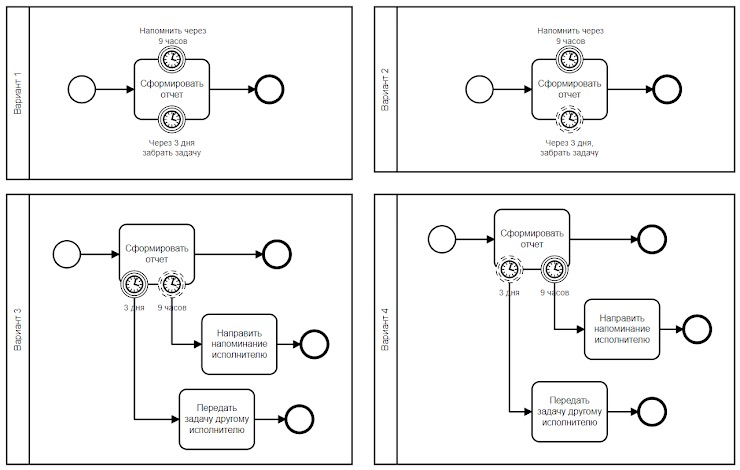 Вариант 1
Напомнить через
9 часов
Сформировать
отчет
Через 3 дня
забрать задачу
Вариант 2
Напомнить через
9 часов
Сформировать
отчет
Через 3 дня,
забрать задачу
Вариант 3
Сформировать
отчет
3 дня
9 часов
Направить
напоминание
исполнителю
Передать
задачу другому
исполнителю
Вариант 4
Сформировать
отчет
3 дня
9 часов
Направить
напоминание
исполнителю
Передать
задачу другому
исполнителю